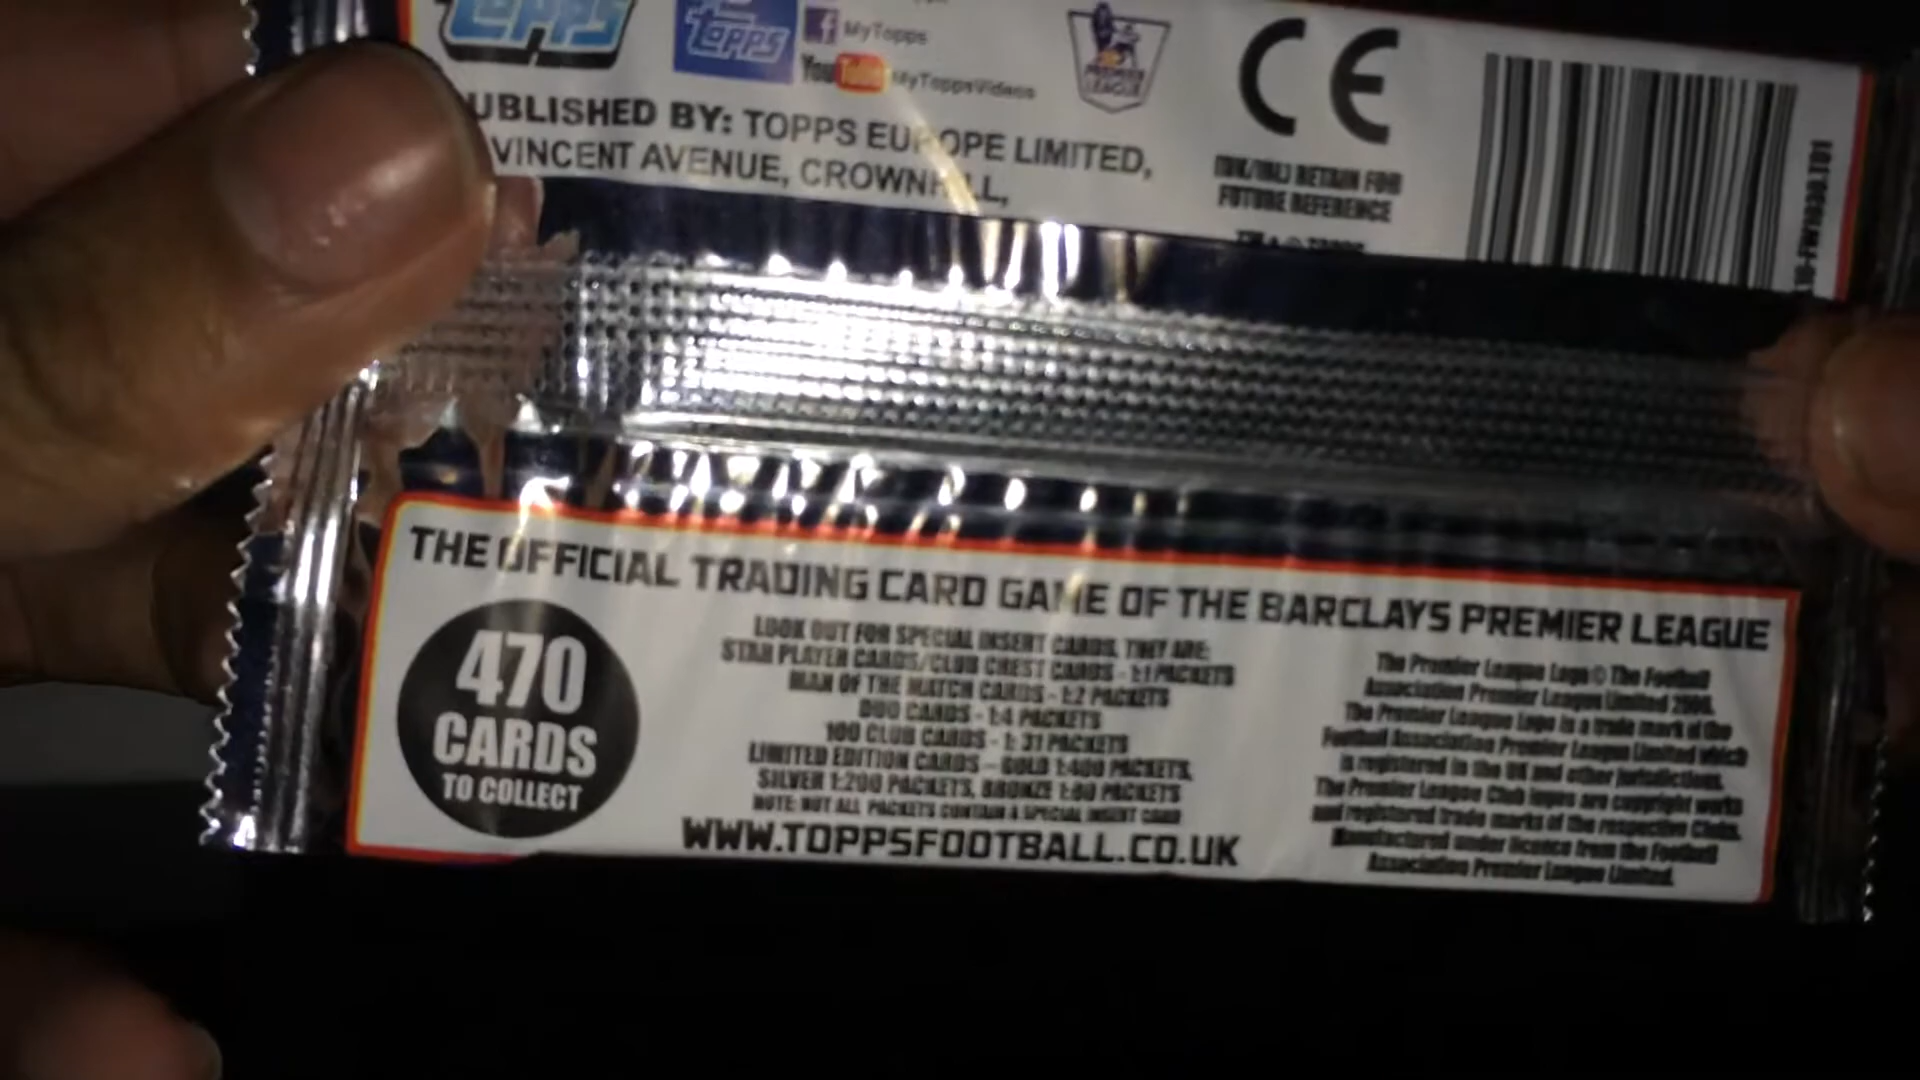 TOPPS
TOPPS
MyTopps
YouTube MyTopppsVideos
PREMIER LEAGUE
CE
UBLISHED BY: TOPPS EUROPE LIMITED,
VINCENT AVENUE, CROWNHILL,
(UK/IRL) RETAIN FOR
FUTURE REFERENCE
THE OFFICIAL TRADING CARD GAME OF THE BARCLAYS PREMIER LEAGUE
470
CARDS
TO COLLECT
LOOK OUT FOR SPECIAL INSERT CARDS. THEY ARE:
STAR PLAYER CARDS/CLUB CREST CARDS - 1:1 PACKETS
MAN OF THE MATCH CARDS - 1:2 PACKETS
DUO CARDS - 1:4 PACKETS
100 CLUB CARDS - 1: 31 PACKETS
LIMITED EDITION CARDS - GOLD 1:400 PACKETS,
SILVER 1:200 PACKETS, BRONZE 1:80 PACKETS
NOTE: NOT ALL PACKETS CONTAIN A SPECIAL INSERT CARD
WWW.TOPPSFOOTBALL.CO.UK
The Premier League Logo © The Football
Association Premier League Limited
The Premier League Logo is a trade mark of the
Football Association Premier League Limited which
is registered in the UK and other jurisdictions.
The Premier League Club logos are copyright works
and registered trade marks of the respective Clubs.
Manufactured under licence from the Football
Association Premier League Limited.